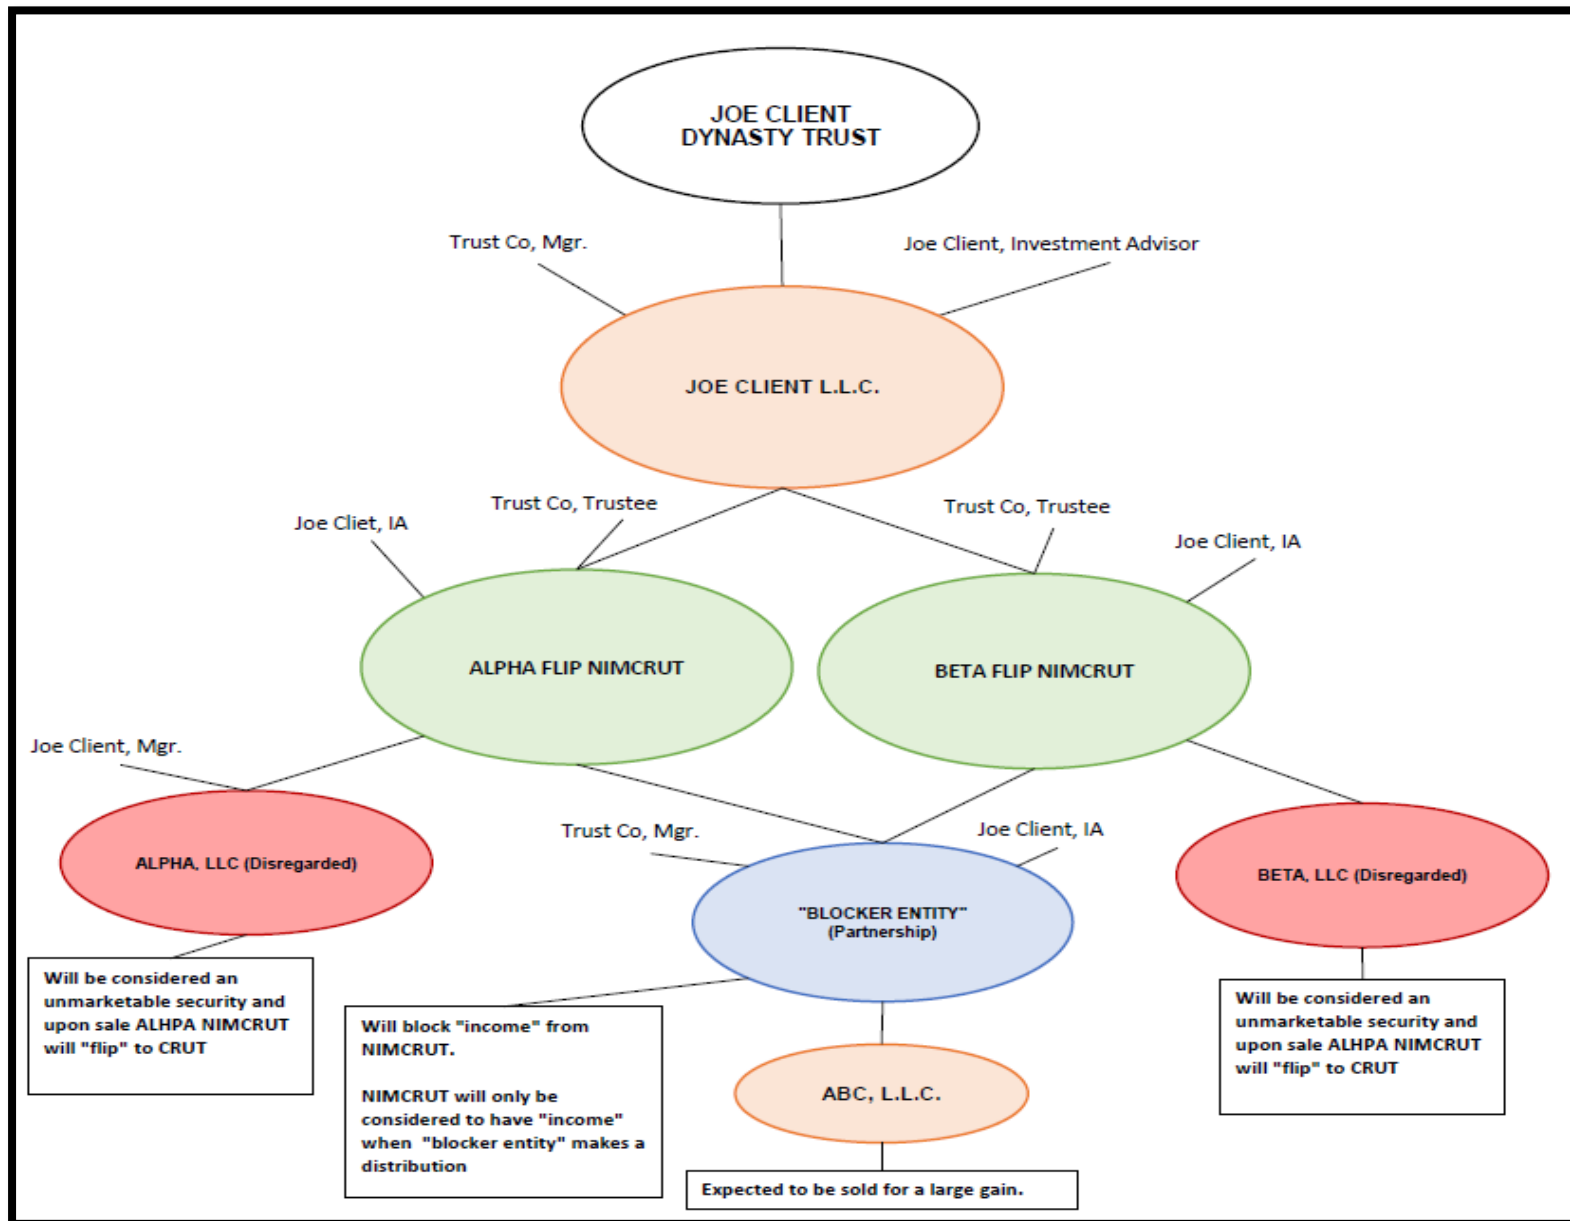 JOE CLIENT
DYNASTY TRUST
Trust Co, Mgr.
Joe Client, Investment Advisor
JOE CLIENT L.L.C.
Trust Co, Trustee
Joe Cliet, IA
Trust Co, Trustee
Joe Client, IA
ALPHA FLIP NIMCRUT
BETA FLIP NIMCRUT
Joe Client, Mgr.
Trust Co, Mgr.
Joe Client, IA
ALPHA, LLC (Disregarded)
"BLOCKER ENTITY"
(Partnership)
BETA, LLC (Disregarded)
Will be considered an
unmarketable security and
upon sale ALHPA NIMCRUT
will "flip" to CRUT
Will block "income" from
NIMCRUT.
NIMCRUT will only be
considered to have "income"
when "blocker entity" makes a
distribution
Will be considered an
unmarketable security and
upon sale ALHPA NIMCRUT
will "flip" to CRUT
ABC, L.L.C.
Expected to be sold for a large gain.